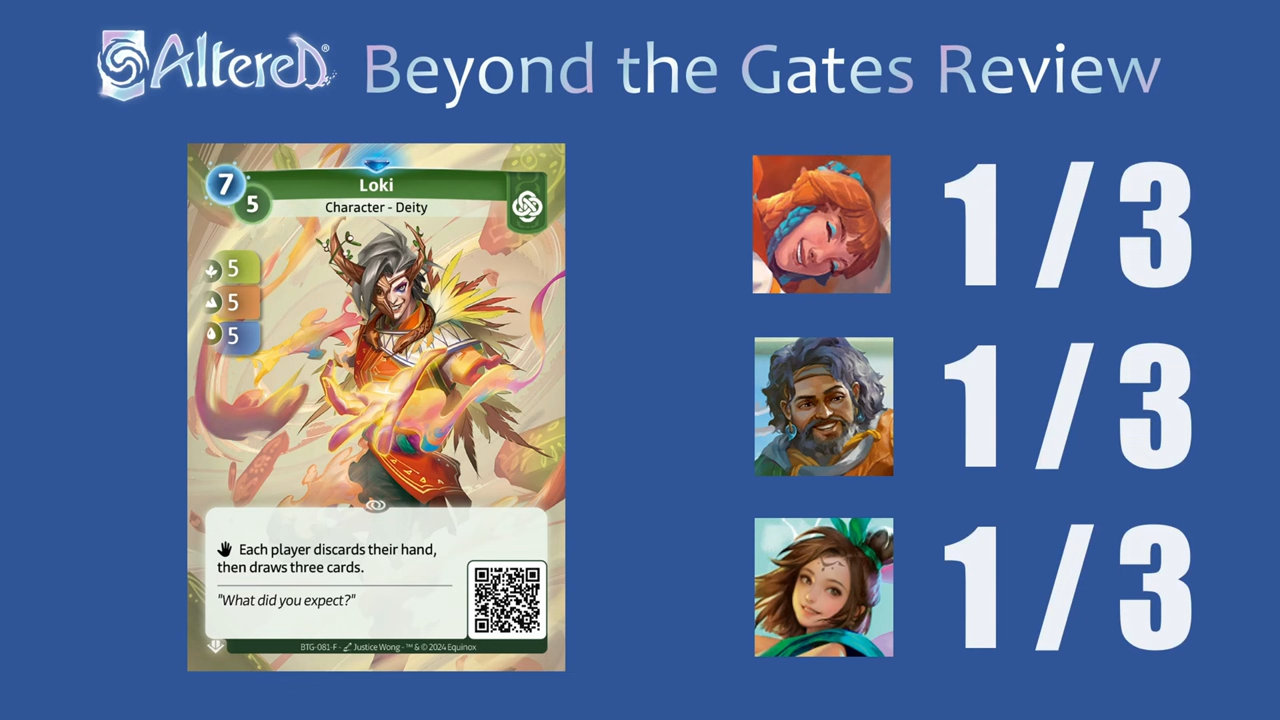 Altered® Beyond the Gates Review
7
5
Loki
Character - Deity
5
5
5
Each player discards their hand,
then draws three cards.
"What did you expect?"
BTG-081-F - Justice Wong - ™ & © 2024 Equinox
1 / 3
1 / 3
1 / 3